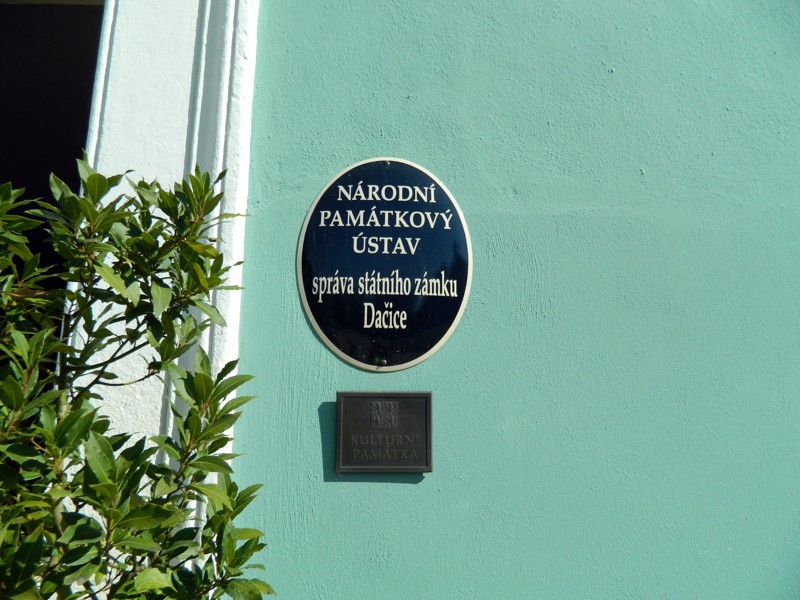 NÁRODNÍ
PAMÁTKOVÝ
ÚSTAV
správa státního zámku
Dačice
KULTURNÍ
PAMÁTKA